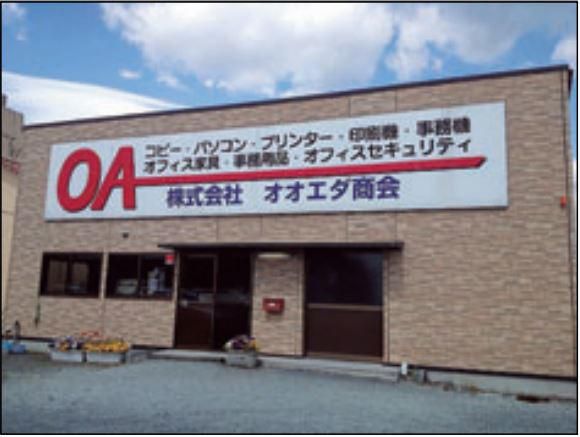 OA
コピー・パソコン・プリンター・印刷機・事務機
オフィス家具・事務用品・オフィスセキュリティ
株式会社 オオエダ商会